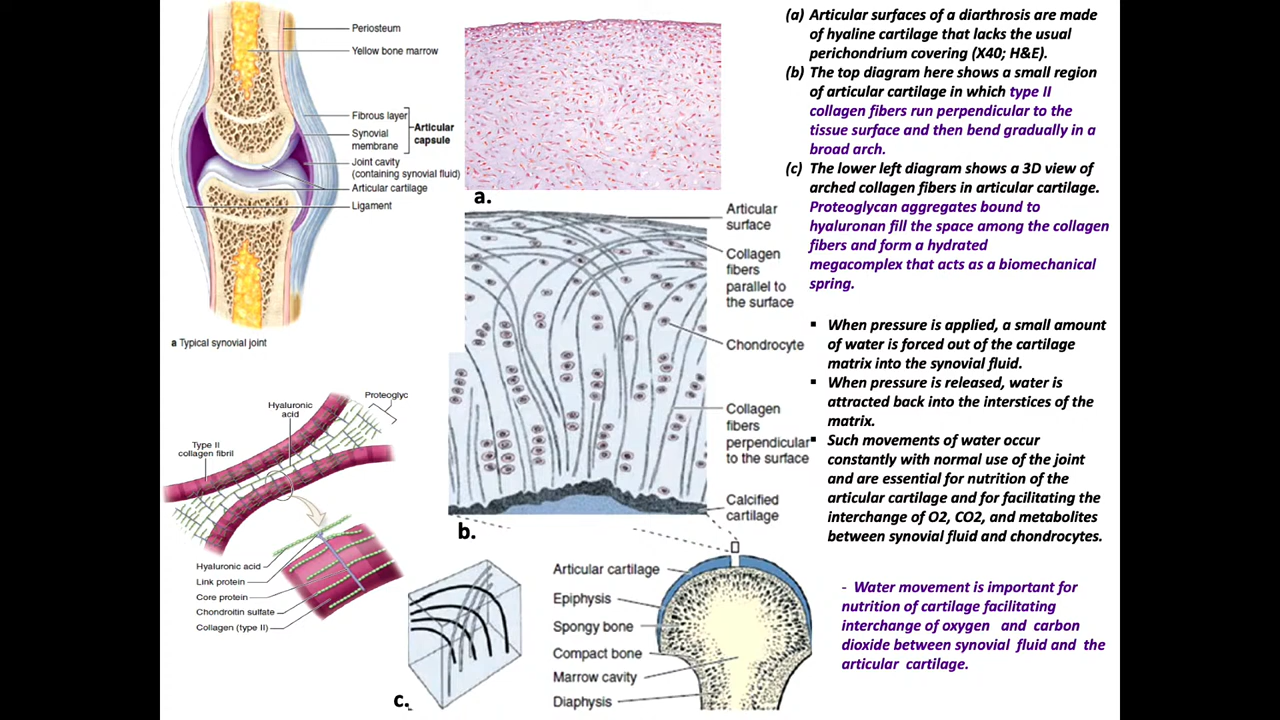 Periosteum
Yellow bone marrow
Fibrous layer
Articular
capsule
Synovial
membrane
Joint cavity
(containing synovial fluid)
Articular cartilage
Ligament
a Typical synovial joint
a.
Articular
surface
Collagen
fibers
parallel to
the surface
Chondrocyte
Collagen
fibers
perpendicular
to the surface
Calcified
cartilage
b.
Proteoglyc
Hyaluronic
acid
Type II
collagen fibril
Hyaluronic acid
Link protein
Core protein
Chondroitin sulfate
Collagen (type II)
c.
Articular cartilage
Epiphysis
Spongy bone
Compact bone
Marrow cavity
Diaphysis
(a) Articular surfaces of a diarthrosis are made
of hyaline cartilage that lacks the usual
perichondrium covering (X40; H&E).
(b) The top diagram here shows a small region
of articular cartilage in which type II
collagen fibers run perpendicular to the
tissue surface and then bend gradually in a
broad arch.
(c) The lower left diagram shows a 3D view of
arched collagen fibers in articular cartilage.
Proteoglycan aggregates bound to
hyaluronan fill the space among the collagen
fibers and form a hydrated
megacomplex that acts as a biomechanical
spring.
▪ When pressure is applied, a small amount
of water is forced out of the cartilage
matrix into the synovial fluid.
▪ When pressure is released, water is
attracted back into the interstices of the
matrix.
▪ Such movements of water occur
constantly with normal use of the joint
and are essential for nutrition of the
articular cartilage and for facilitating the
interchange of O2, CO2, and metabolites
between synovial fluid and chondrocytes.
- Water movement is important for
nutrition of cartilage facilitating
interchange of oxygen and carbon
dioxide between synovial fluid and the
articular cartilage.